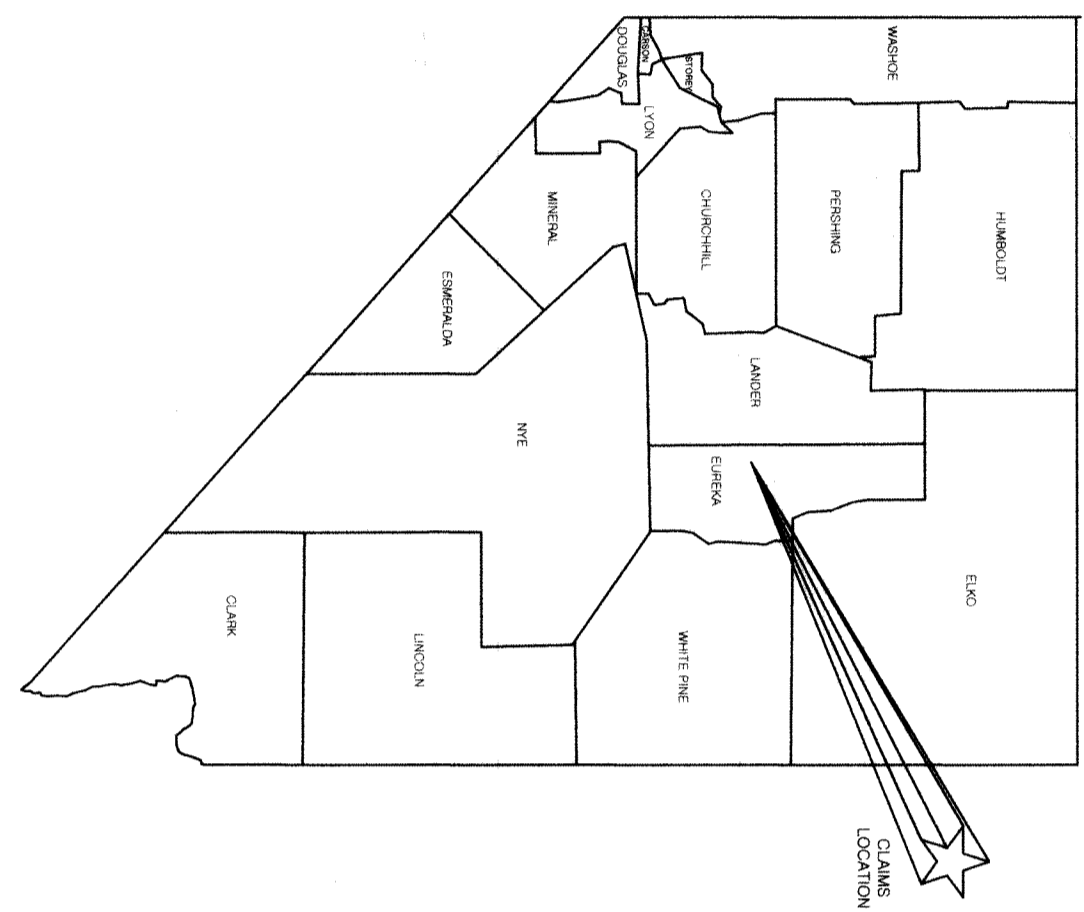 WASHOE
HUMBOLDT
PERSHING
STOREY
CARSON
DOUGLAS
LYON
CHURCHHILL
MINERAL
ESMERALDA
LANDER
EUREKA
ELKO
NYE
WHITE PINE
LINCOLN
CLARK
CLAIMS
LOCATION